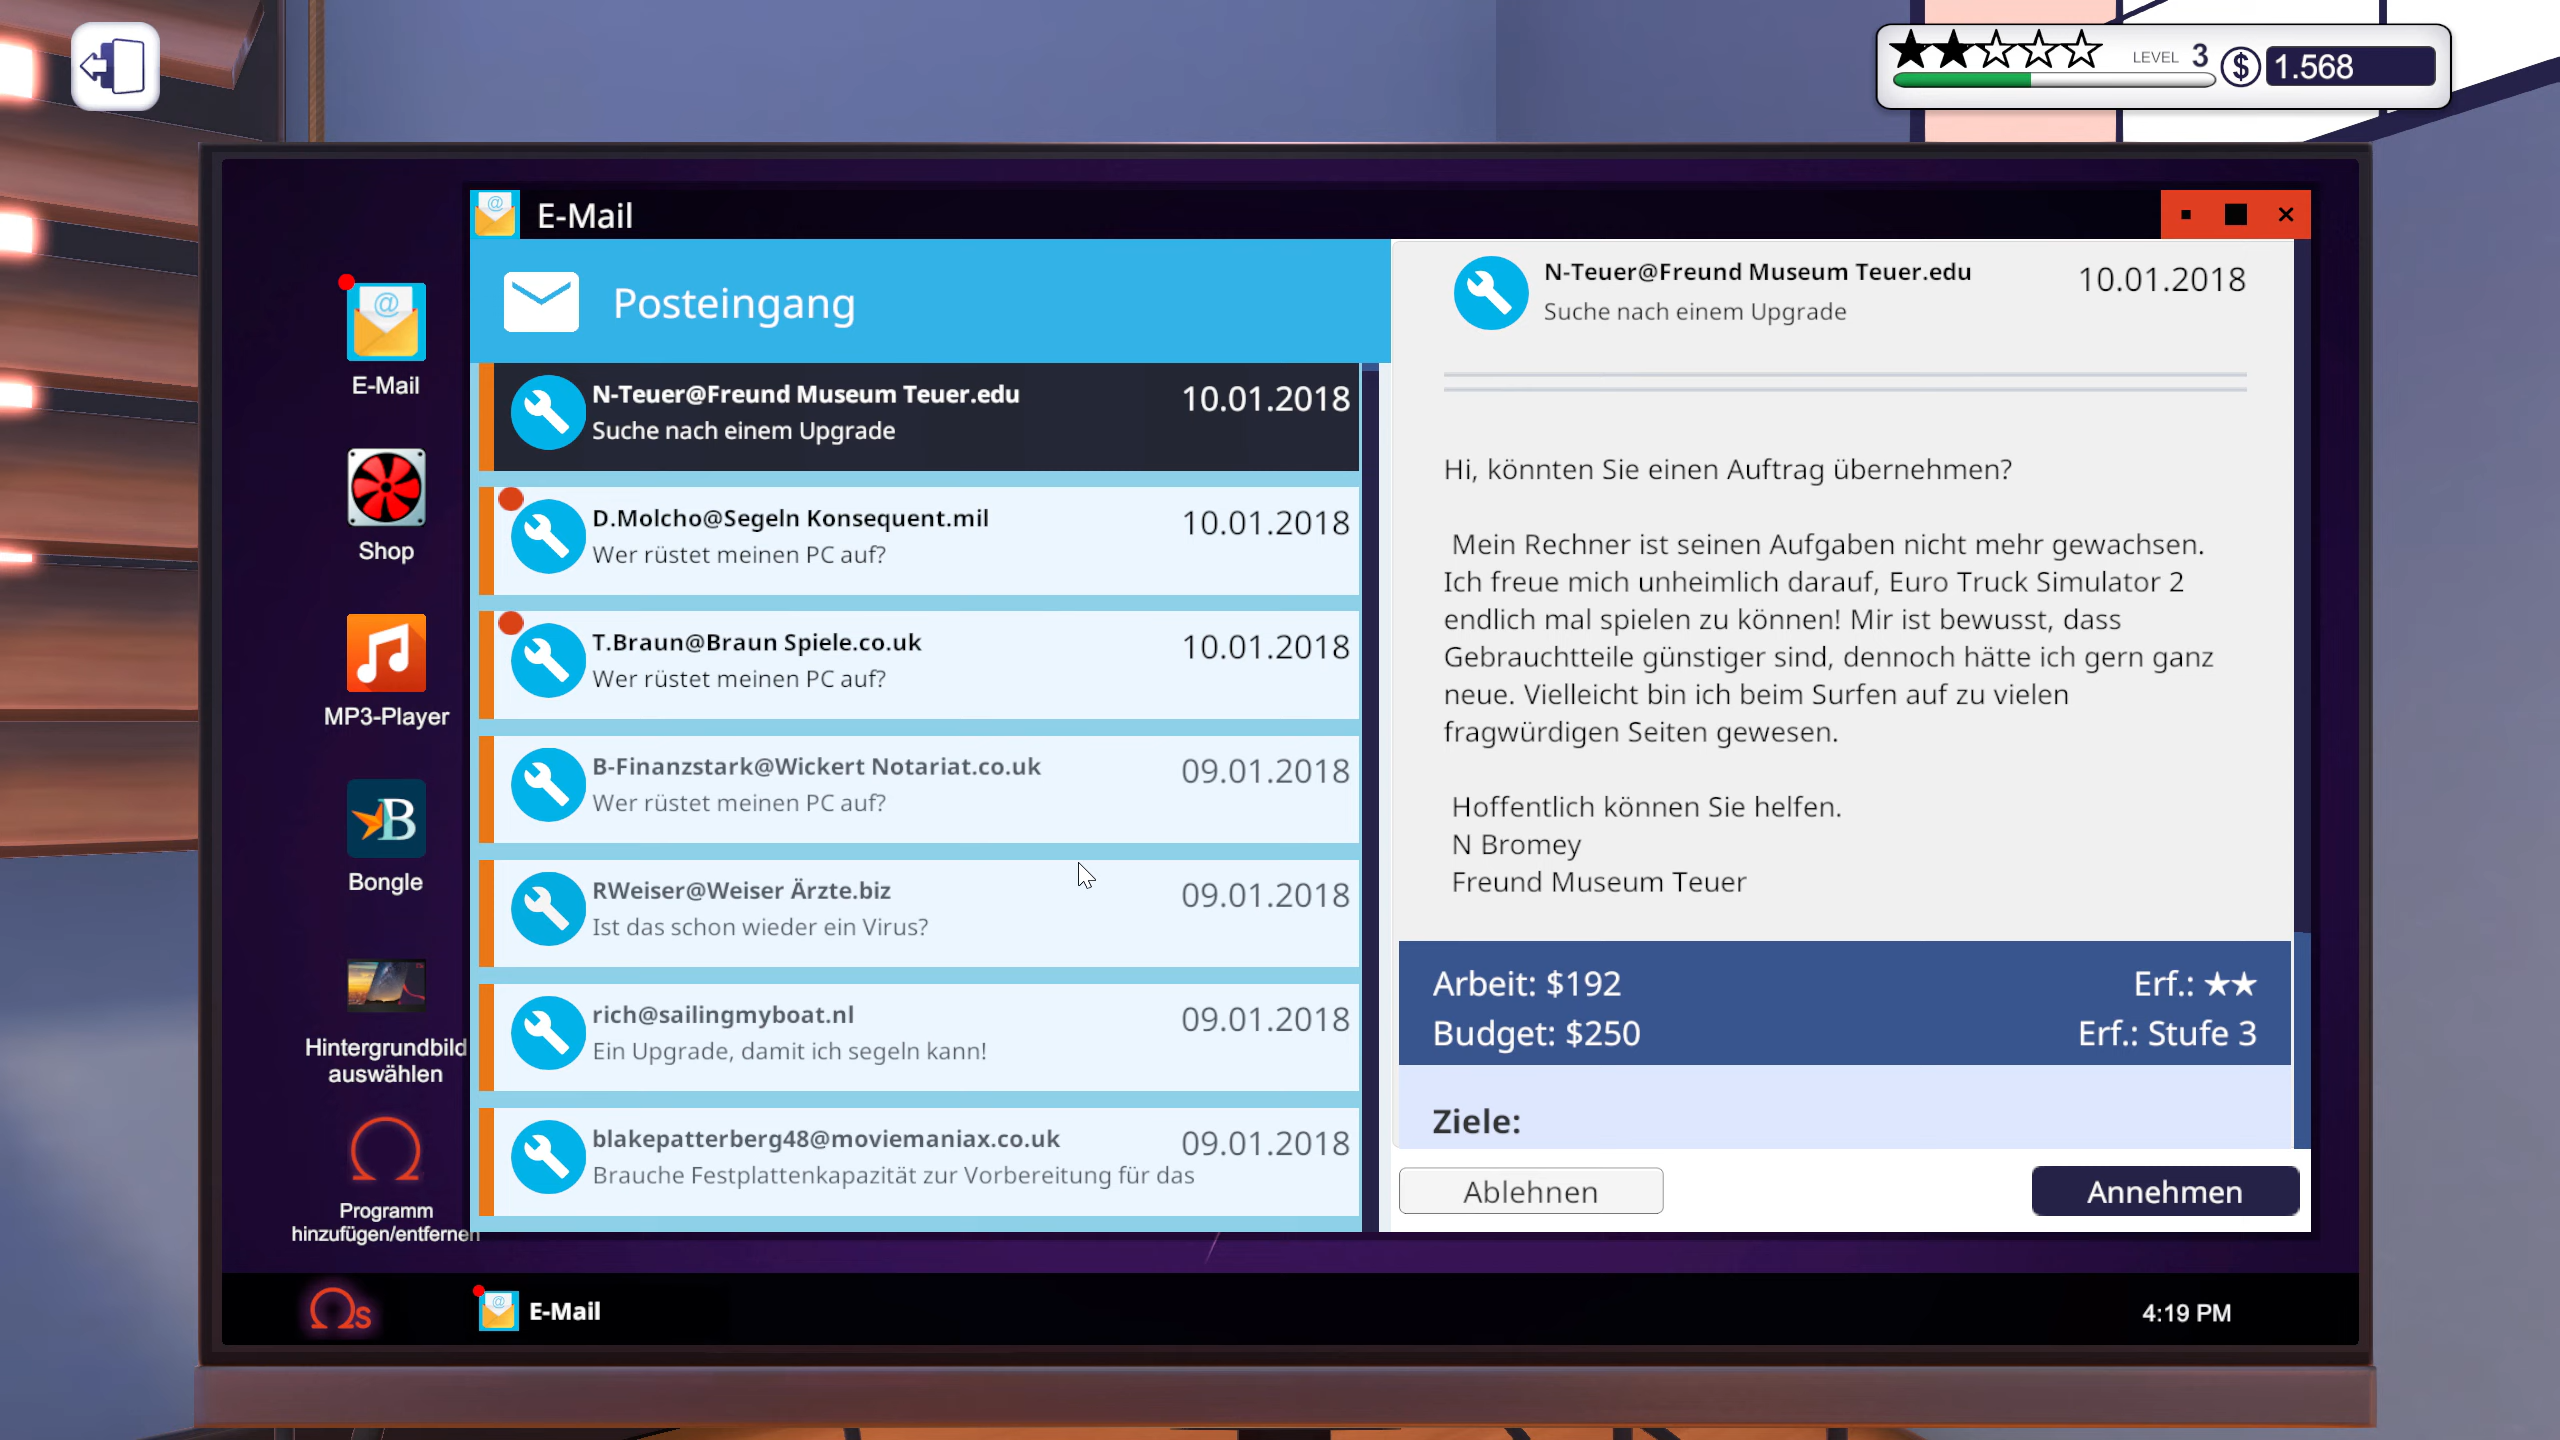 LEVEL 3
$ 1.568
E-Mail
Posteingang
N-Teuer@Freund Museum Teuer.edu
10.01.2018
Suche nach einem Upgrade
D.Molcho@Segeln Konsequent.mil
10.01.2018
Wer rüstet meinen PC auf?
T.Braun@Braun Spiele.co.uk
10.01.2018
Wer rüstet meinen PC auf?
B-Finanzstark@Wickert Notariat.co.uk
09.01.2018
Wer rüstet meinen PC auf?
RWeiser@Weiser Ärzte.biz
09.01.2018
Ist das schon wieder ein Virus?
rich@sailingmyboat.nl
09.01.2018
Ein Upgrade, damit ich segeln kann!
blakepatterberg48@moviemaniax.co.uk
09.01.2018
Brauche Festplattenkapazität zur Vorbereitung für das
N-Teuer@Freund Museum Teuer.edu
10.01.2018
Suche nach einem Upgrade
Hi, könnten Sie einen Auftrag übernehmen?
Mein Rechner ist seinen Aufgaben nicht mehr gewachsen.
Ich freue mich unheimlich darauf, Euro Truck Simulator 2
endlich mal spielen zu können! Mir ist bewusst, dass
Gebrauchtteile günstiger sind, dennoch hätte ich gern ganz
neue. Vielleicht bin ich beim Surfen auf zu vielen
fragwürdigen Seiten gewesen.
Hoffentlich können Sie helfen.
N Bromey
Freund Museum Teuer
Arbeit: $192
Erf.: ★★
Budget: $250
Erf.: Stufe 3
Ziele:
Ablehnen
Annehmen
E-Mail
Shop
MP3-Player
B
Bongle
Hintergrundbild
auswählen
Programm
hinzufügen/entfernen
Ωs
E-Mail
4:19 PM